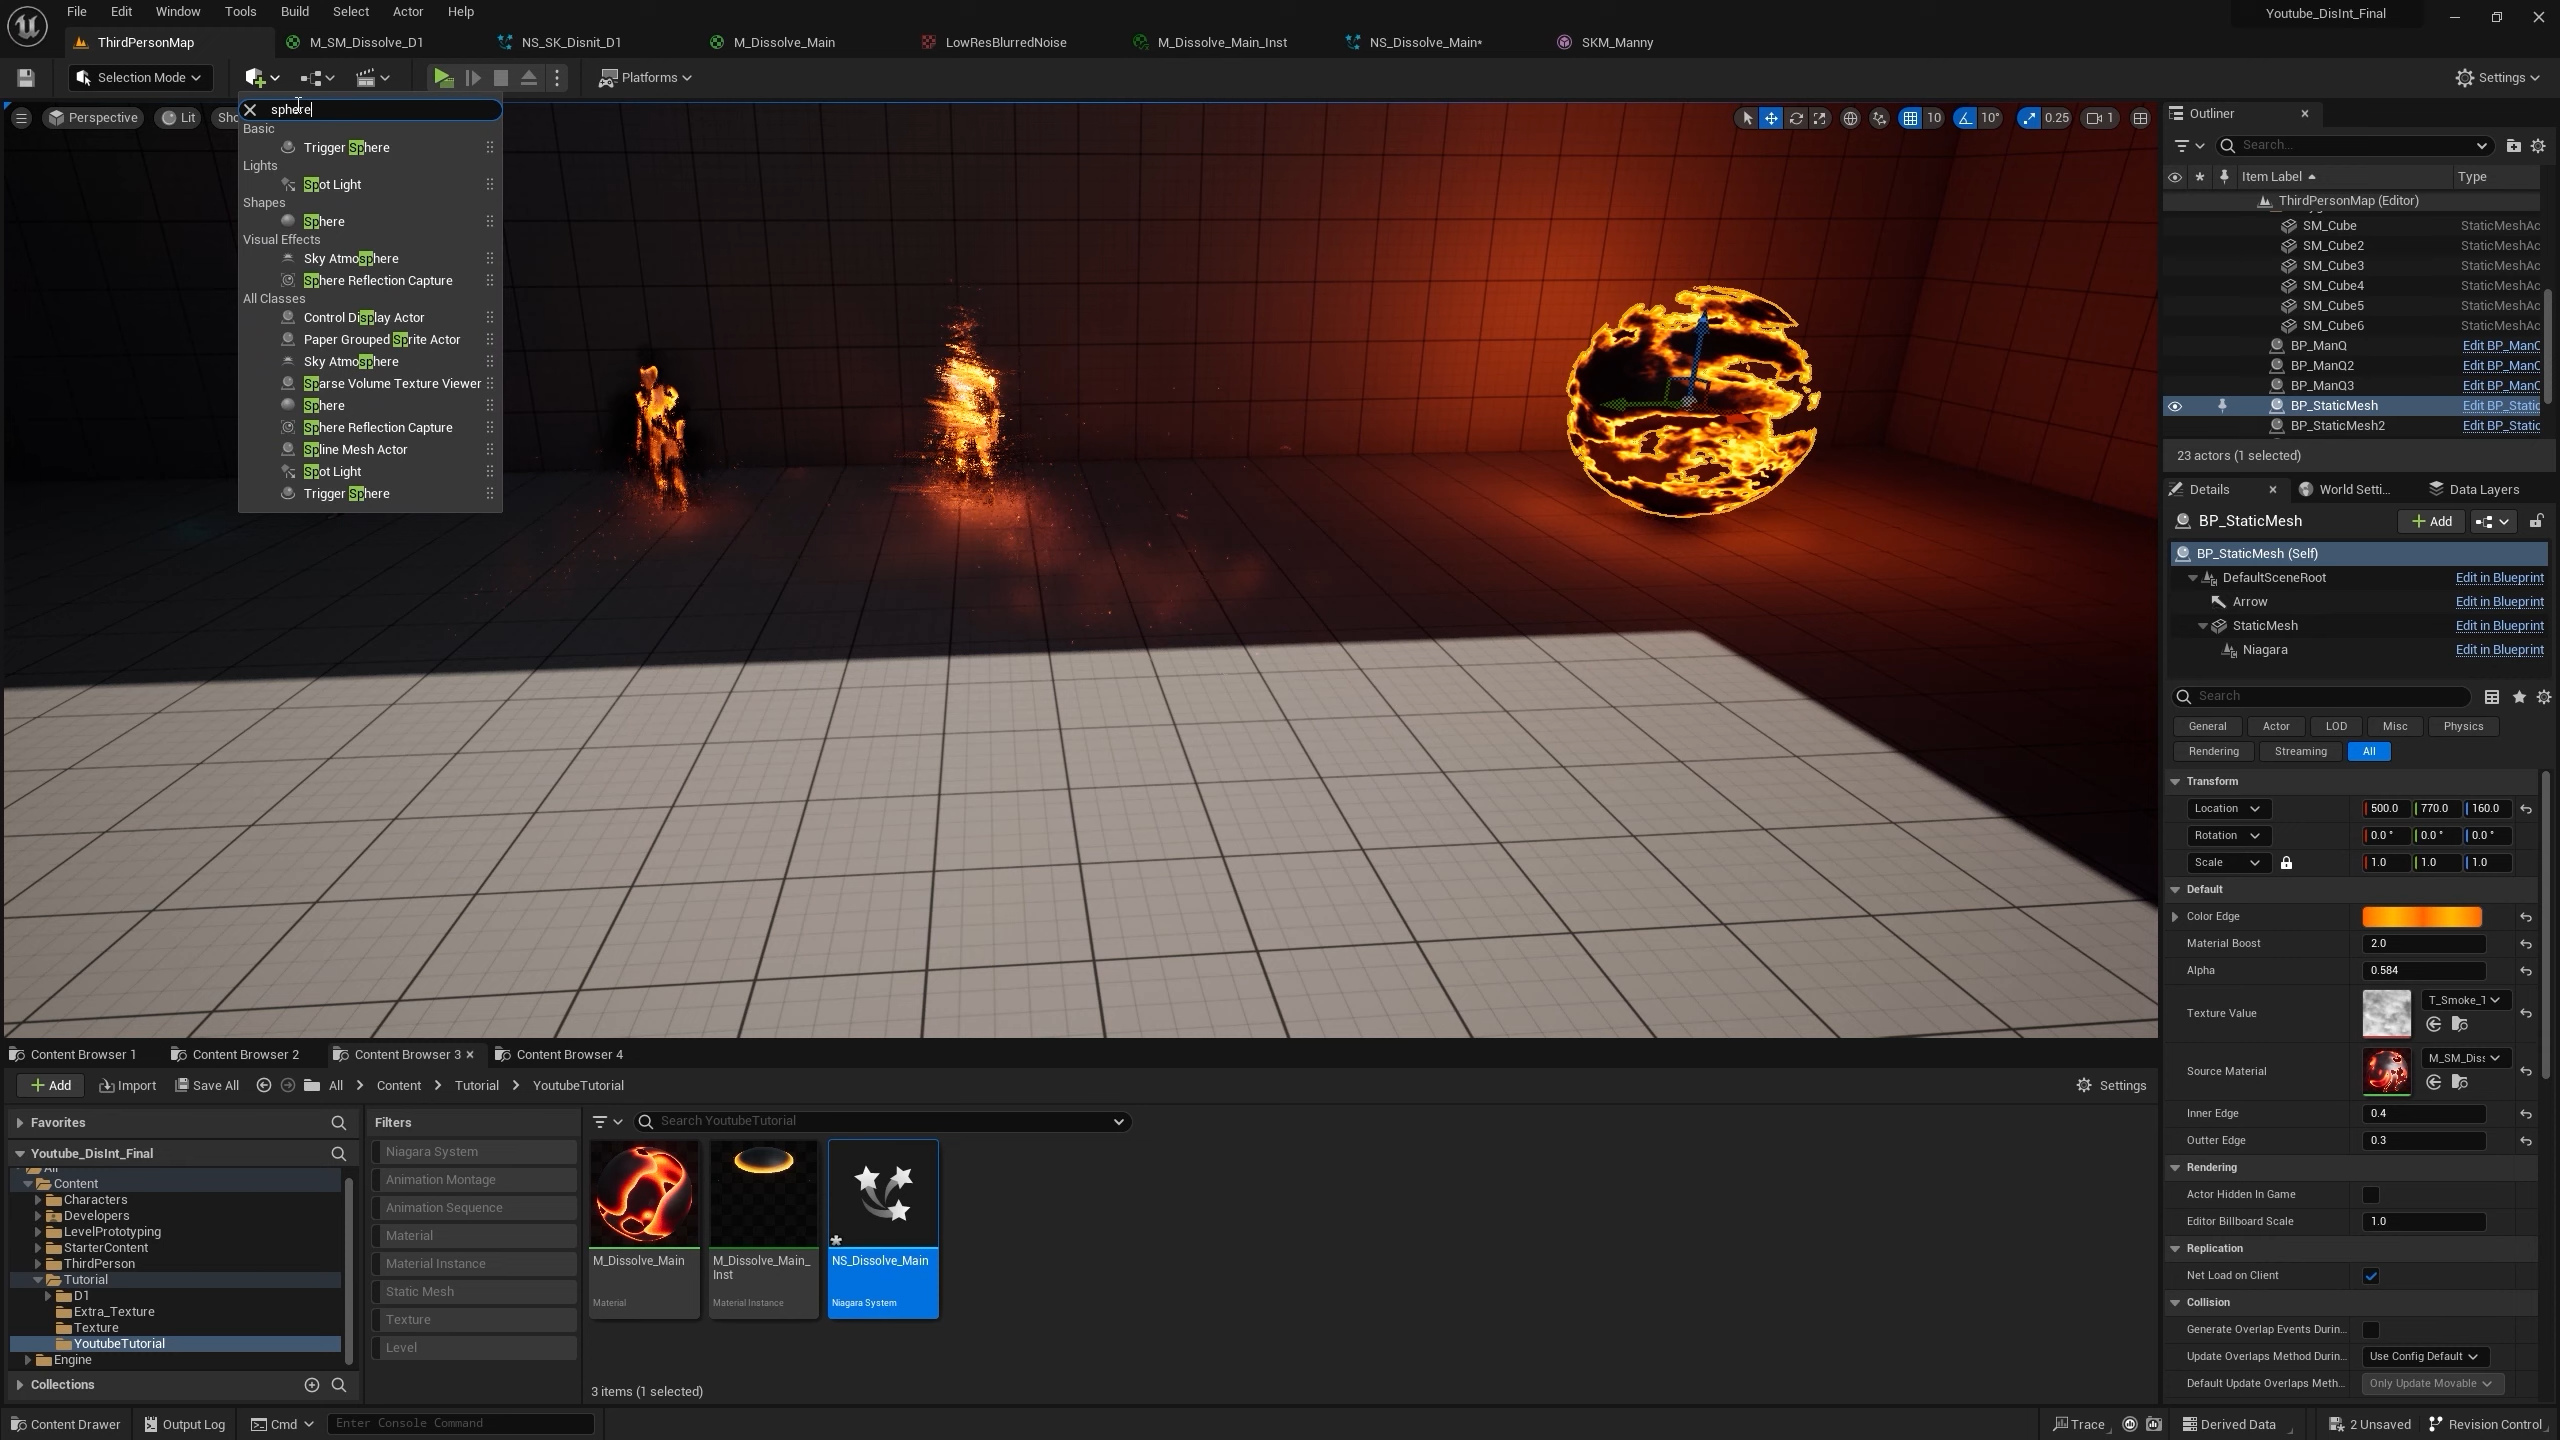 File Edit Window Tools Build Select Actor Help
Youtube_DisInt_Final
ThirdPersonMap M_SM_Dissolve_D1 NS_SK_Disnit_D1 M_Dissolve_Main LowResBlurredNoise M_Dissolve_Main_Inst NS_Dissolve_Main* SKM_Manny
Selection Mode Platforms Settings
sphere
Basic
Trigger Sphere
Lights
Spot Light
Shapes
Sphere
Visual Effects
Sky Atmosphere
Sphere Reflection Capture
All Classes
Control Display Actor
Paper Grouped Sprite Actor
Sky Atmosphere
Sparse Volume Texture Viewer
Sphere
Sphere Reflection Capture
Spline Mesh Actor
Spot Light
Trigger Sphere
Perspective Lit Sho
10 10° 0.25 1
Outliner
Search...
Item Label Type
ThirdPersonMap (Editor)
SM_Cube StaticMeshAc
SM_Cube2 StaticMeshAc
SM_Cube3 StaticMeshAc
SM_Cube4 StaticMeshAc
SM_Cube5 StaticMeshAc
SM_Cube6 StaticMeshAc
BP_ManQ Edit BP_ManQ
BP_ManQ2 Edit BP_ManQ
BP_ManQ3 Edit BP_ManQ
BP_StaticMesh Edit BP_Static
BP_StaticMesh2 Edit BP_Static
23 actors (1 selected)
Details World Setti... Data Layers
BP_StaticMesh Add
BP_StaticMesh (Self)
DefaultSceneRoot Edit in Blueprint
Arrow Edit in Blueprint
StaticMesh Edit in Blueprint
Niagara Edit in Blueprint
Search
General Actor LOD Misc Physics
Rendering Streaming All
Transform
Location 500.0 770.0 160.0
Rotation 0.0 ° 0.0 ° 0.0 °
Scale 1.0 1.0 1.0
Default
Color Edge
Material Boost 2.0
Alpha 0.584
Texture Value T_Smoke_T
Source Material M_SM_Diss
Inner Edge 0.4
Outter Edge 0.3
Rendering
Actor Hidden In Game
Editor Billboard Scale 1.0
Replication
Net Load on Client
Collision
Generate Overlap Events Durin...
Update Overlaps Method Durin... Use Config Default
Default Update Overlaps Meth... Only Update Movable
Content Browser 1 Content Browser 2 Content Browser 3 Content Browser 4
Add Import Save All All Content Tutorial YoutubeTutorial Settings
Favorites
Youtube_DisInt_Final
All
Content
Characters
Developers
LevelPrototyping
StarterContent
ThirdPerson
Tutorial
D1
Extra_Texture
Texture
YoutubeTutorial
Engine
Collections
Filters
Niagara System
Animation Montage
Animation Sequence
Material
Material Instance
Static Mesh
Texture
Level
Search YoutubeTutorial
M_Dissolve_Main
Material
M_Dissolve_Main_
Inst
Material Instance
NS_Dissolve_Main
Niagara System
3 items (1 selected)
Content Drawer Output Log Cmd Enter Console Command Trace Derived Data 2 Unsaved Revision Control